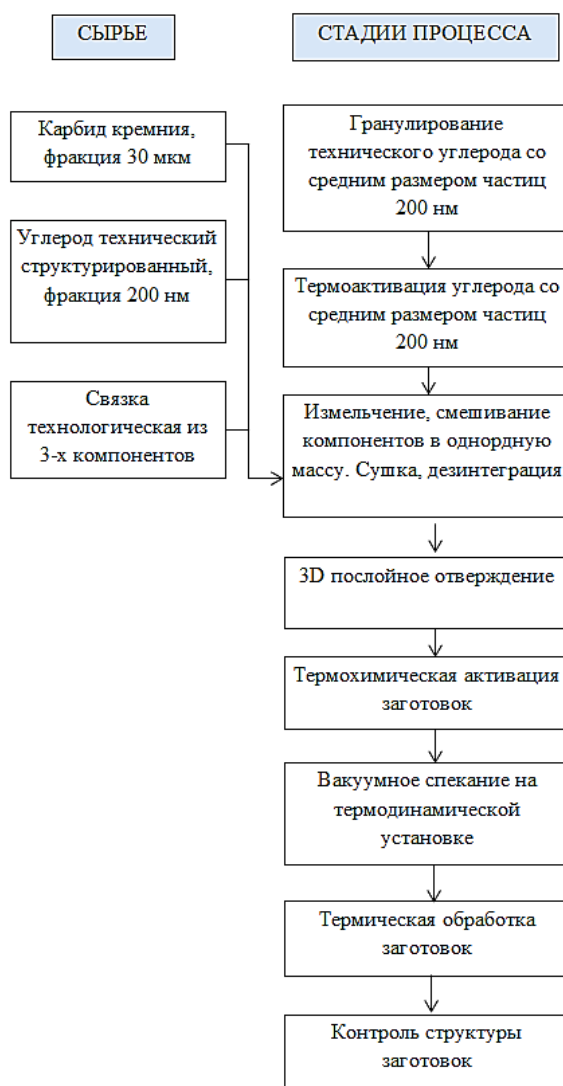 СЫРЬЕ
СТАДИИ ПРОЦЕССА
Карбид кремния,
фракция 30 мкм
Углерод технический
структурированный,
фракция 200 нм
Связка
технологическая из
3-х компонентов
Гранулирование
технического углерода со
средним размером частиц
200 нм
Термоактивация углерода со
средним размером частиц
200 нм
Измельчение, смешивание
компонентов в однордную
массу. Сушка, дезинтеграция
3D послойное отверждение
Термохимическая активация
заготовок
Вакуумное спекание на
термодинамической
установке
Термическая обработка
заготовок
Контроль структуры
заготовок